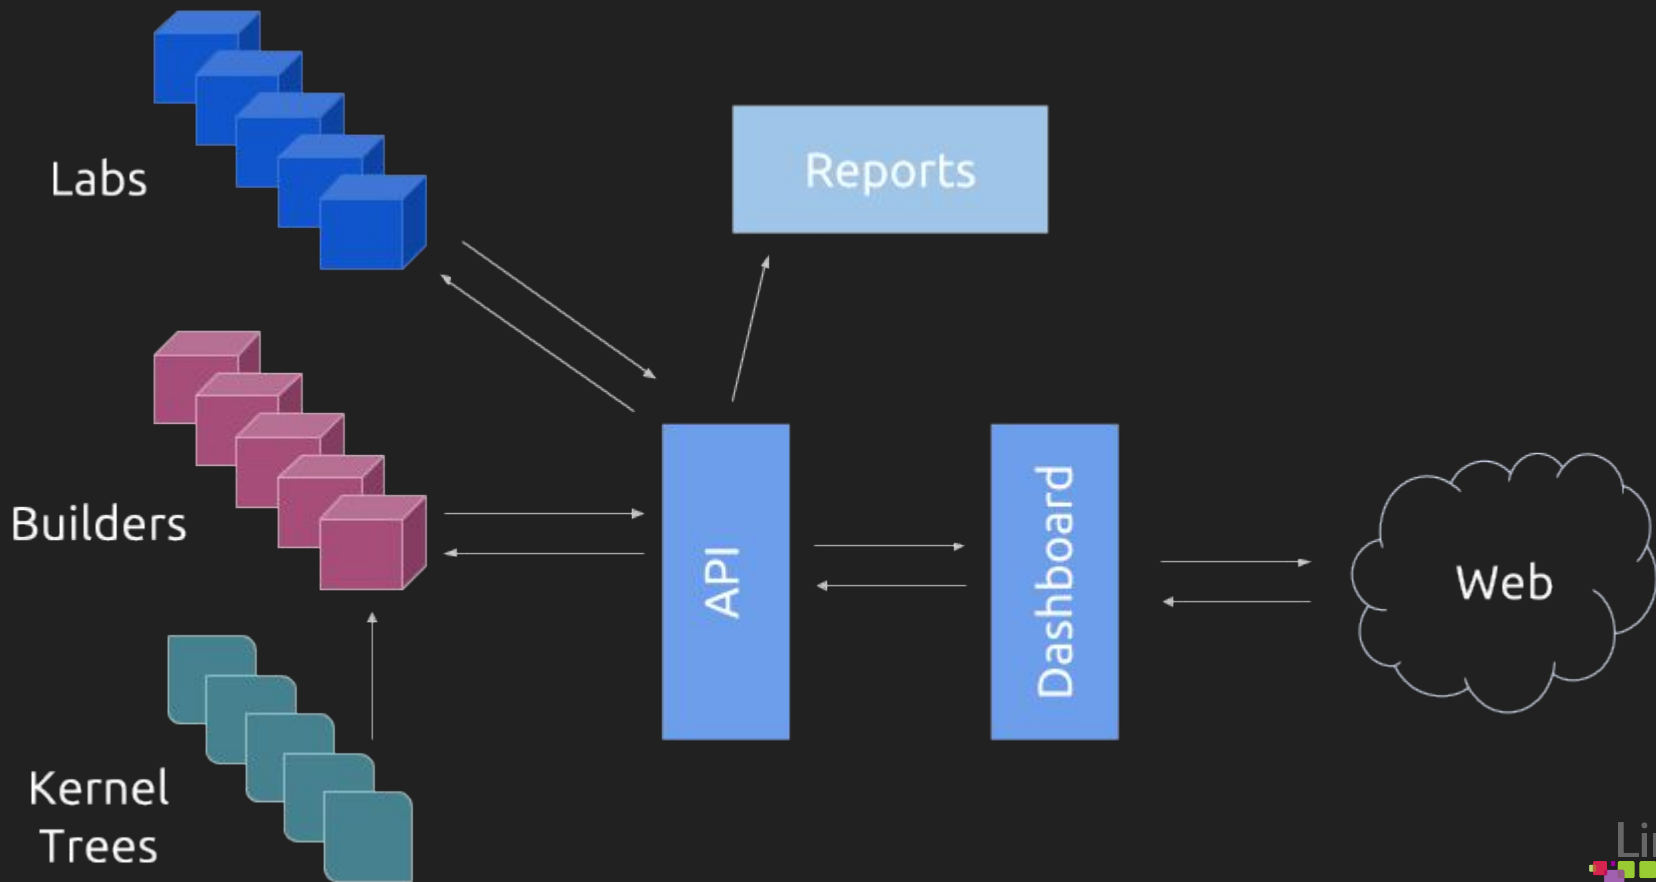 Labs
Reports
Builders
API
Dashboard
Web
Kernel
Trees